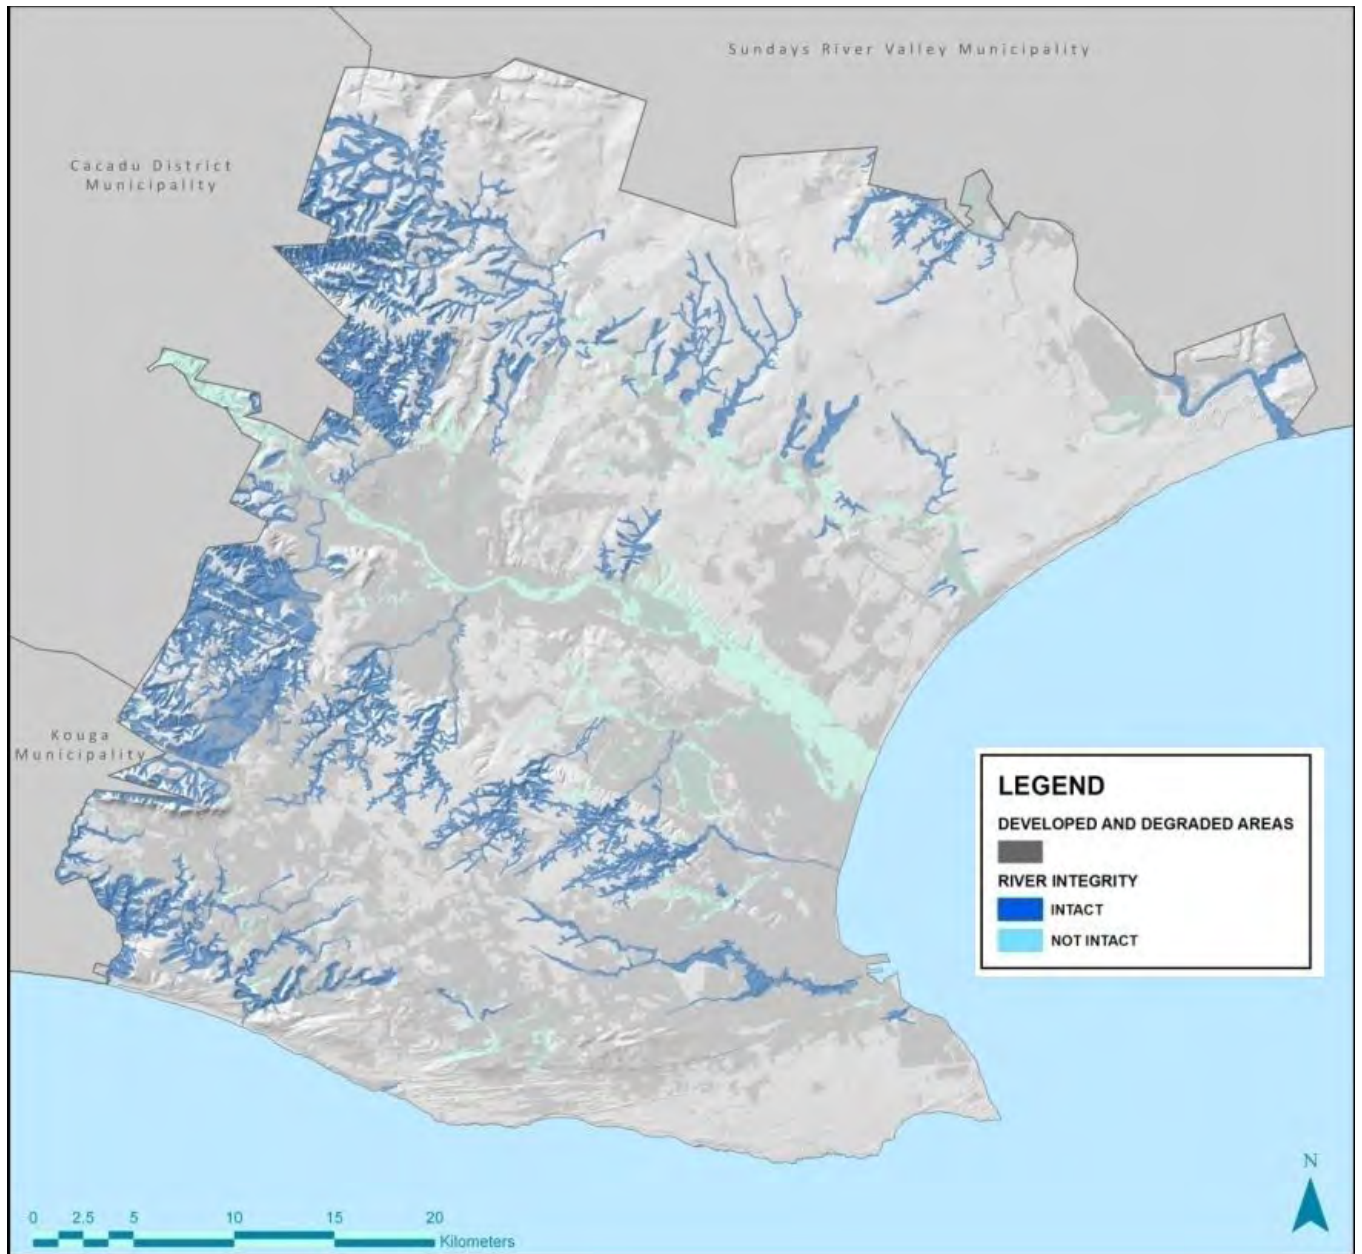 Sundays River Valley Municipality
Cacadu District
Municipality
Kouga
Municipality
LEGEND
DEVELOPED AND DEGRADED AREAS
RIVER INTEGRITY
INTACT
NOT INTACT
N
0 2.5 5 10 15 20
Kilometers